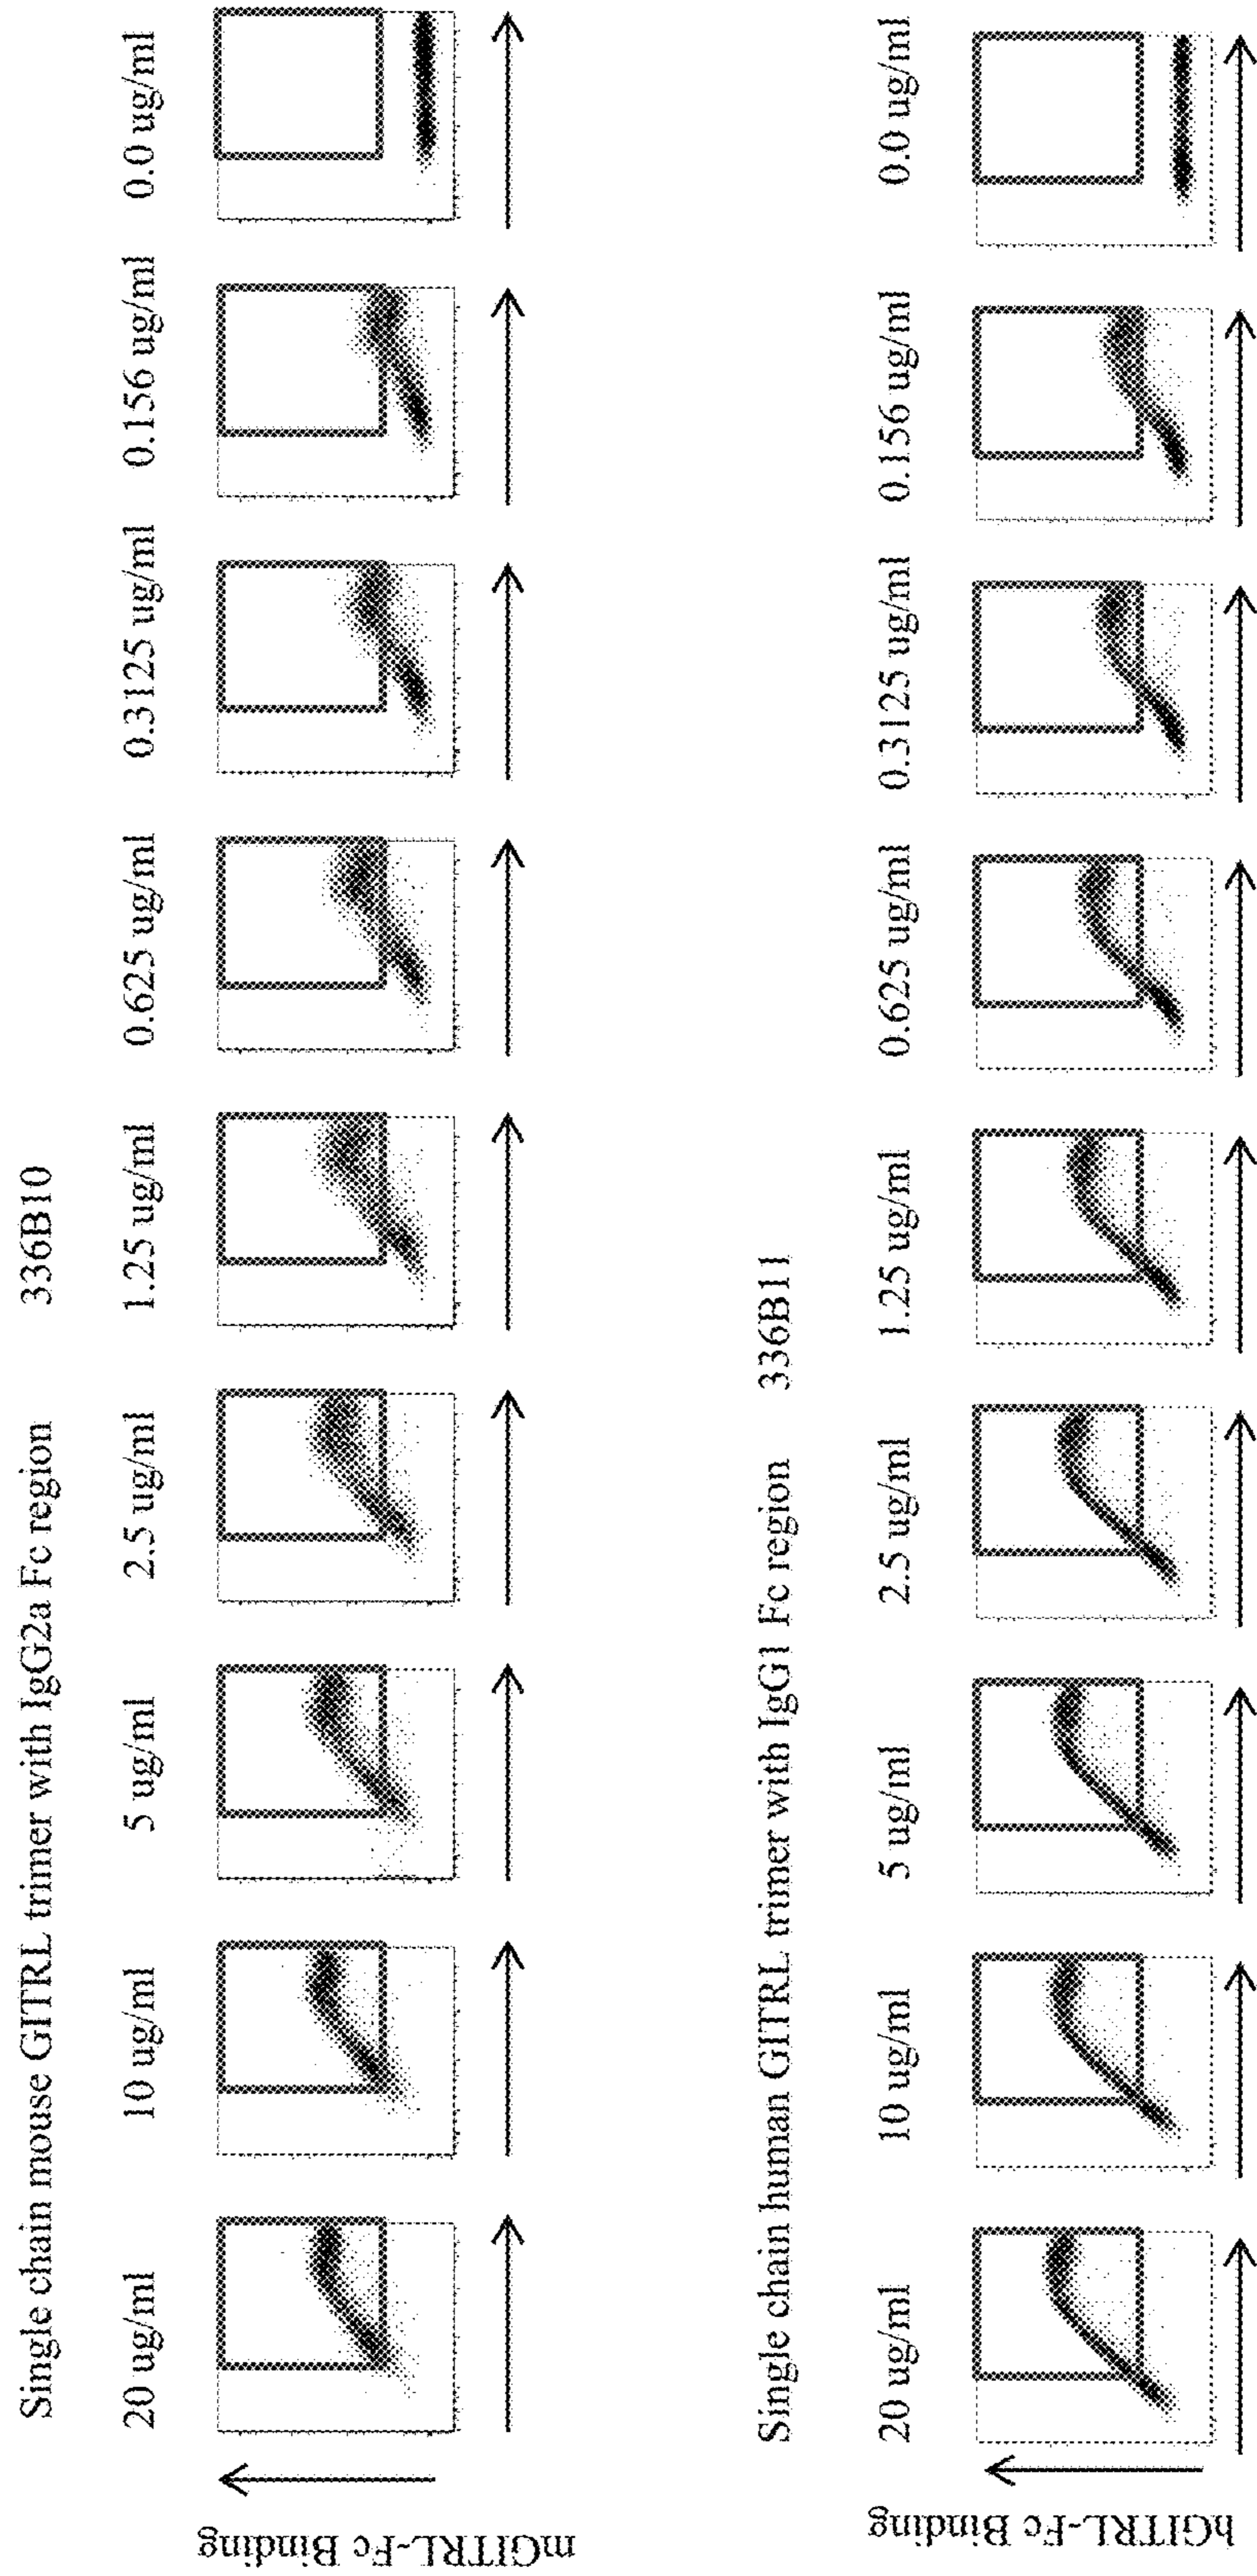 Single chain mouse GITRL trimer with IgG2a Fc region 336B10
20 ug/ml 10 ug/ml 5 ug/ml 2.5 ug/ml 1.25 ug/ml 0.625 ug/ml 0.3125 ug/ml 0.156 ug/ml 0.0 ug/ml
mGITRL-Fc Binding
Single chain human GITRL trimer with IgG1 Fc region 336B11
20 ug/ml 10 ug/ml 5 ug/ml 2.5 ug/ml 1.25 ug/ml 0.625 ug/ml 0.3125 ug/ml 0.156 ug/ml 0.0 ug/ml
hGITRL-Fc Binding